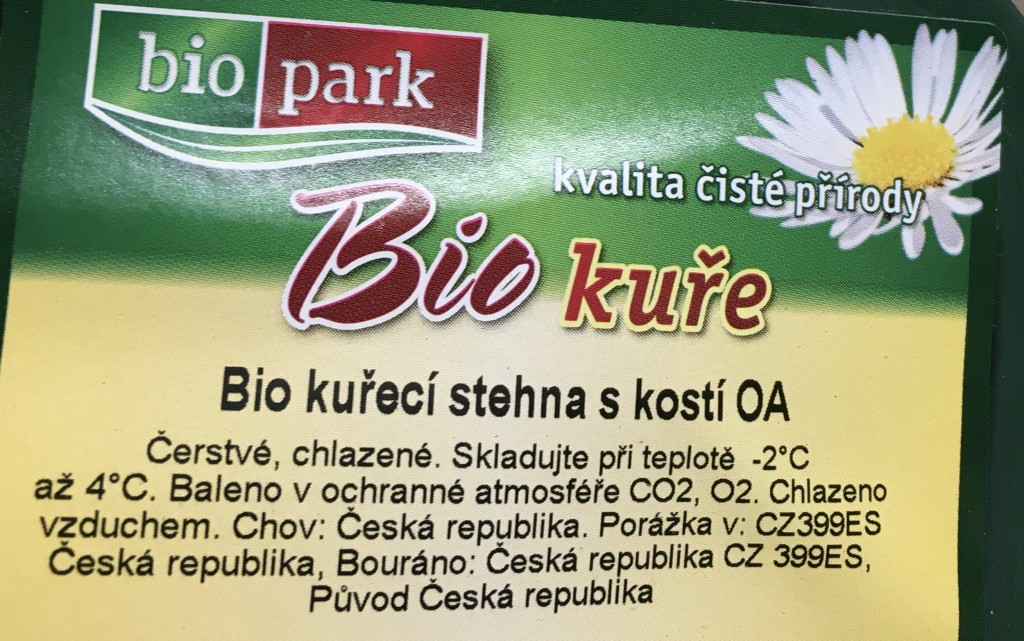 bio park
kvalita čisté přírody
Bio kuře
Bio kuřecí stehna s kostí OA
Čerstvé, chlazené. Skladujte při teplotě -2°C
až 4°C. Baleno v ochranné atmosféře CO2, O2. Chlazeno
vzduchem. Chov: Česká republika. Porážka v: CZ399ES
Česká republika, Bouráno: Česká republika CZ 399ES,
Původ Česká republika